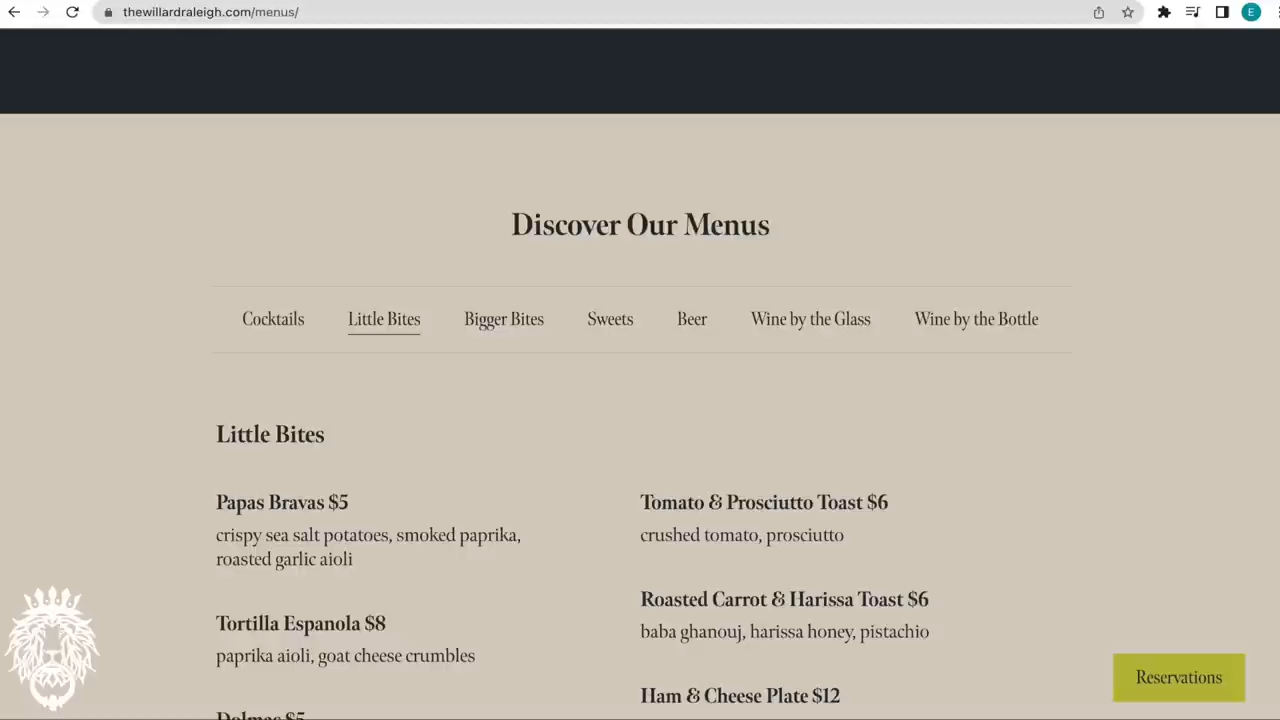 thewillardraleigh.com/menus/
E
Discover Our Menus
Cocktails
Little Bites
Bigger Bites
Sweets
Beer
Wine by the Glass
Wine by the Bottle
Little Bites
Papas Bravas $5
crispy sea salt potatoes, smoked paprika,
roasted garlic aioli
Tortilla Espanola $8
paprika aioli, goat cheese crumbles
Dolmas $5
Tomato & Prosciutto Toast $6
crushed tomato, prosciutto
Roasted Carrot & Harissa Toast $6
baba ghanouj, harissa honey, pistachio
Ham & Cheese Plate $12
Reservations